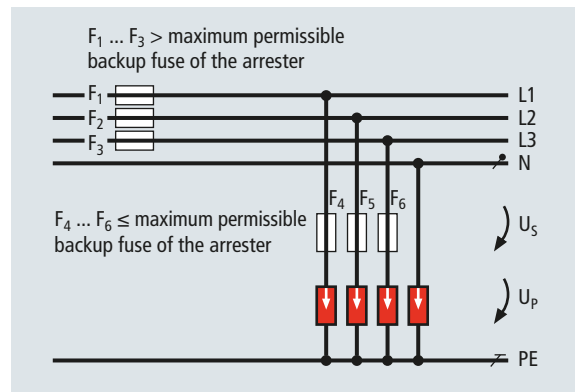 F₁ ... F₃ > maximum permissible
backup fuse of the arrester
F₁
L1
F₂
L2
F₃
L3
N
F₄ F₅ F₆
F₄ ... F₆ ≤ maximum permissible
backup fuse of the arrester
Uₛ
Uₚ
PE